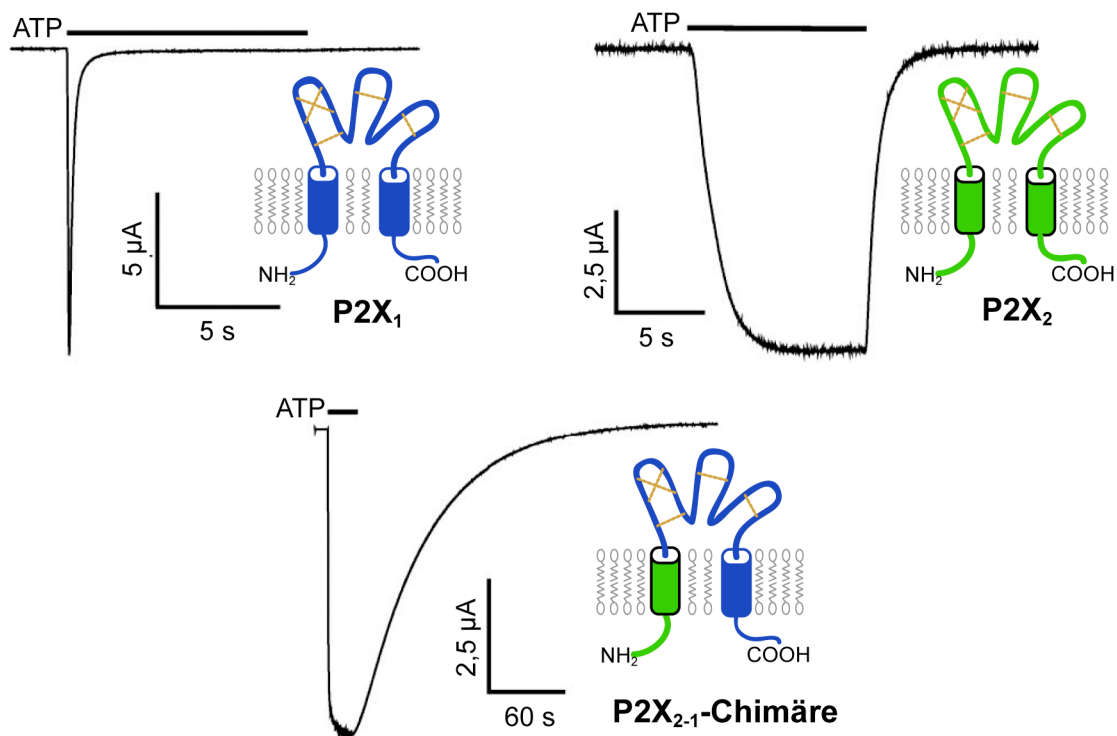 ATP
5 µA
5 s
NH₂
COOH
P2X₁
ATP
2,5 µA
5 s
NH₂
COOH
P2X₂
ATP
2,5 µA
60 s
NH₂
COOH
P2X₂₋₁-Chimäre